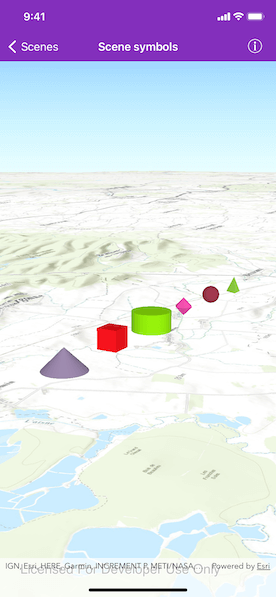 9:41
Scenes
Scene symbols
IGN, Esri, HERE, Garmin, INCREMENT P, METI/NASA
Powered by Esri
Licensed For Developer Use Only